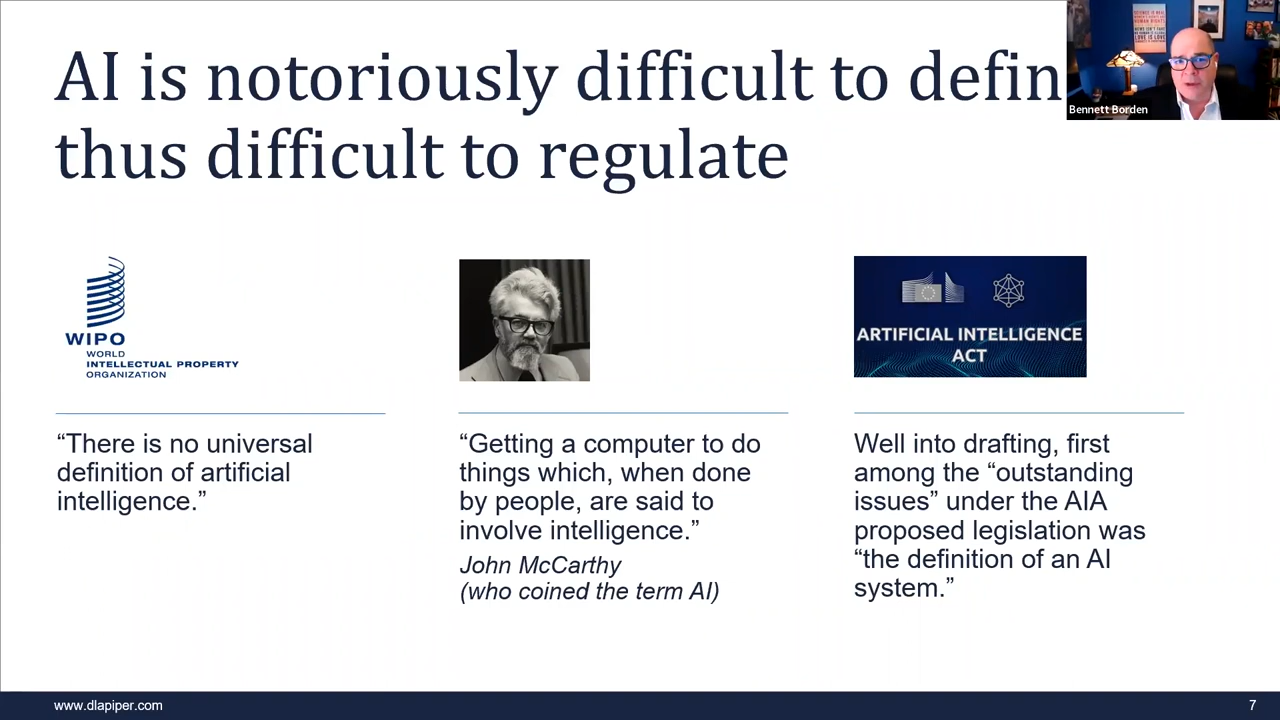 AI is notoriously difficult to defin
thus difficult to regulate
Bennett Borden
WIPO
WORLD
INTELLECTUAL PROPERTY
ORGANIZATION
“There is no universal
definition of artificial
intelligence.”
“Getting a computer to do
things which, when done
by people, are said to
involve intelligence.”
John McCarthy
(who coined the term AI)
ARTIFICIAL INTELLIGENCE
ACT
Well into drafting, first
among the “outstanding
issues” under the AIA
proposed legislation was
“the definition of an AI
system.”
www.dlapiper.com
7